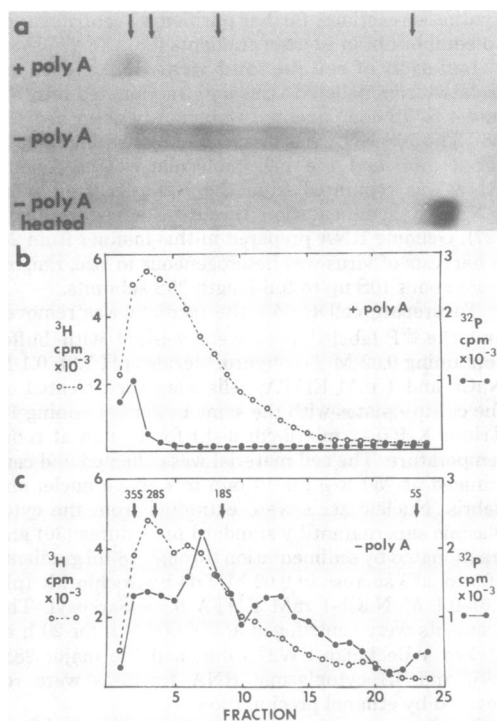 a
+ poly A
- poly A
- poly A
heated
b
6
3
+ poly A
3H
cpm
×10-3
2
2
32P
cpm
×10-3
1
c
6
3
35S 28S
18S
5S
- poly A
3H
cpm
×10-3
4
2
2
32P
cpm
×10-3
1
5 10 15 20 25
FRACTION